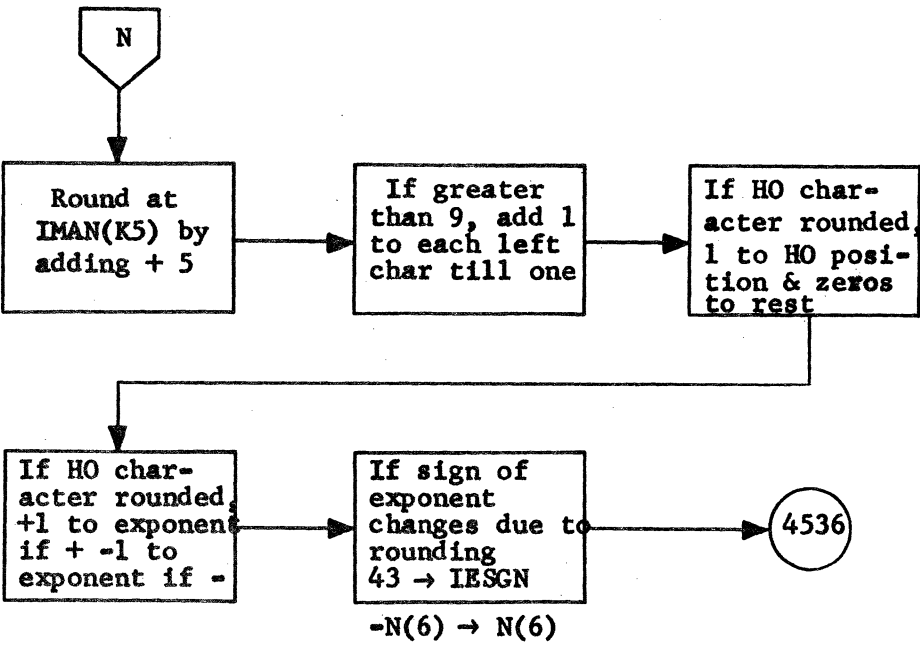 N
Round at
IMAN(K5) by
adding + 5
If greater
than 9, add 1
to each left
char till one
If HO char-
acter rounded,
1 to HO posi-
tion & zeros
to rest
If HO char-
acter rounded,
+1 to exponent
if + -1 to
exponent if -
If sign of
exponent
changes due to
rounding
43 → IESGN
-N(6) → N(6)
4536